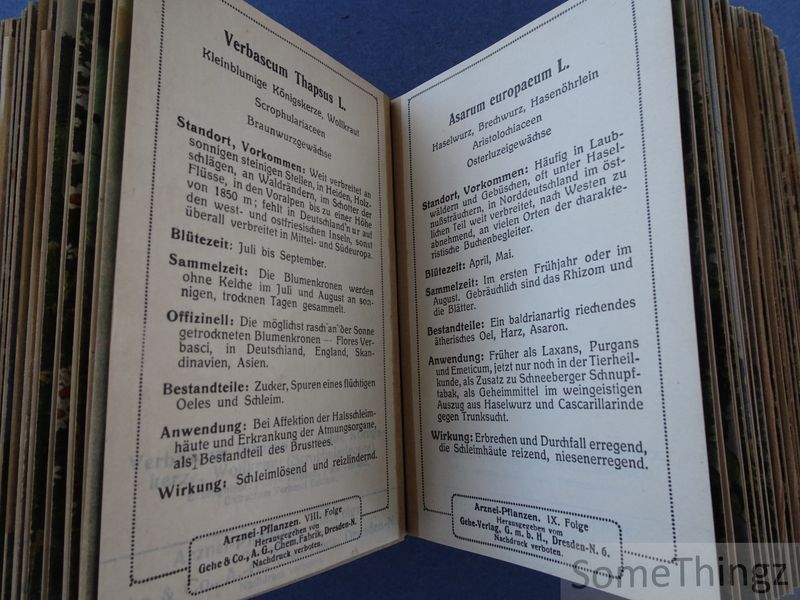 Verbascum Thapsus L.
Kleinblumige Königskerze, Wollkraut
Scrophulariaceen
Braunwurzgewächse
Standort, Vorkommen: Weit verbreitet an
sonnigen steinigen Stellen, in Heiden, Holz-
schlägen, an Waldrändern, im Schotter der
Flüsse, in den Voralpen bis zu einer Höhe
von 1850 m; fehlt in Deutschland nur auf
den west- und ostfriesischen Inseln, sonst
überall verbreitet in Mittel- und Südeuropa.
Blütezeit: Juli bis September.
Sammelzeit: Die Blumenkronen werden
ohne Kelche im Juli und August an son-
nigen, trocknen Tagen gesammelt.
Offizinell: Die möglichst rasch an der Sonne
getrockneten Blumenkronen — Flores Ver-
basci, in Deutschland, England, Skan-
dinavien, Asien.
Bestandteile: Zucker, Spuren eines flüchtigen
Oeles und Schleim.
Anwendung: Bei Affektion der Halsschleim-
häute und Erkrankung der Atmungsorgane,
als Bestandteil des Brusttees.
Wirkung: Schleimlösend und reizlindernd.
Arznei-Pflanzen. VIII. Folge
Herausgegeben von
Gehe & Co., A. G., Chem. Fabrik, Dresden-N.
Nachdruck verboten.
Asarum europaeum L.
Haselwurz, Brechwurz, Hasenöhrlein
Aristolochiaceen
Osterluzeigewächse
Standort, Vorkommen: Häufig in Laub-
wäldern und Gebüschen, oft unter Hasel-
nußsträuchern, in Norddeutschland im öst-
lichen Teil weit verbreitet, nach Westen zu
abnehmend, an vielen Orten der charakte-
ristische Buchenbegleiter.
Blütezeit: April, Mai.
Sammelzeit: Im ersten Frühjahr oder im
August. Gebräuchlich sind das Rhizom und
die Blätter.
Bestandteile: Ein baldrianartig riechendes
ätherisches Oel, Harz, Asaron.
Anwendung: Früher als Laxans, Purgans
und Emeticum, jetzt nur noch in der Tierheil-
kunde, als Zusatz zu Schneeberger Schnupf-
tabak, als Geheimmittel im weingeistigen
Auszug aus Haselwurz und Cascarillarinde
gegen Trunksucht.
Wirkung: Erbrechen und Durchfall erregend,
die Schleimhäute reizend, niesenerregend.
Arznei-Pflanzen. IX. Folge
Herausgegeben vom
Gehe-Verlag, G. m. b. H., Dresden-N. 6.
Nachdruck verboten.
SomeThingz